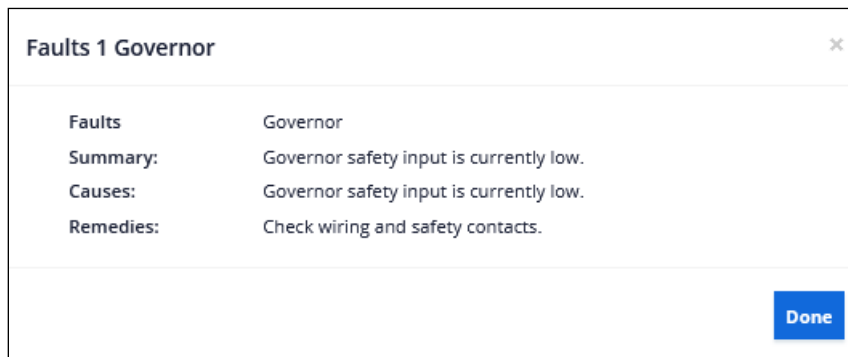 Faults 1 Governor ×
Faults Governor
Summary: Governor safety input is currently low.
Causes: Governor safety input is currently low.
Remedies: Check wiring and safety contacts.
Done